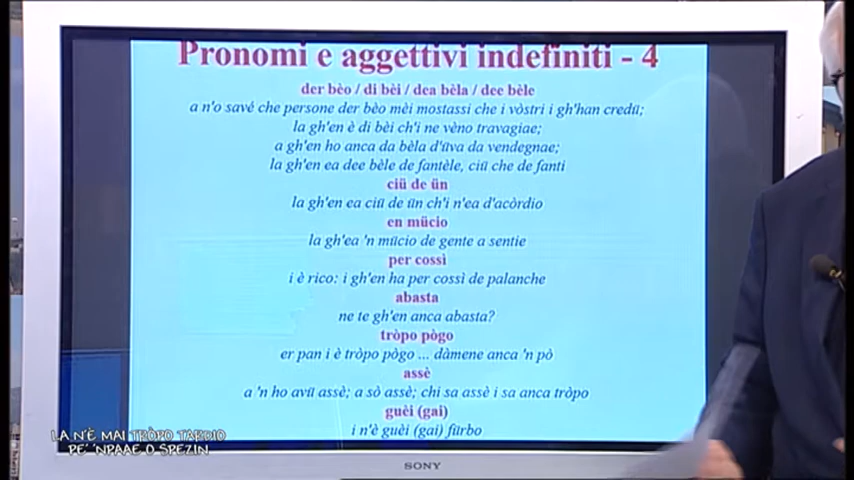 Pronomi e aggettivi indefiniti - 4
der bèo / di bèi / dea bèla / dee bèle
a n'o savé che persone der bèo mèi mostassi che i vòstri i gh'han credü;
la gh'en è di bèi ch'i ne vèno travagiae;
a gh'en ho anca da bèla d'üva da vendegnae;
la gh'en ea dee bèle de fantèle, ciü che de fanti
ciü de ün
la gh'en ea ciü de ün ch'i n'ea d'acòrdio
en mücio
la gh'ea 'n mücio de gente a sentie
per cossì
i è rico: i gh'en ha per cossì de palanche
abasta
ne te gh'en anca abasta?
tròpo pògo
er pan i è tròpo pògo ... dàmene anca 'n pò
assè
a 'n ho avü assè; a sò assè; chi sa assè i sa anca tròpo
guèi (gai)
i n'è guèi (gai) fürbo
LA N'È MAI TRÒPO TARDIO
PE' 'NPAAE O SPEZIN
SONY